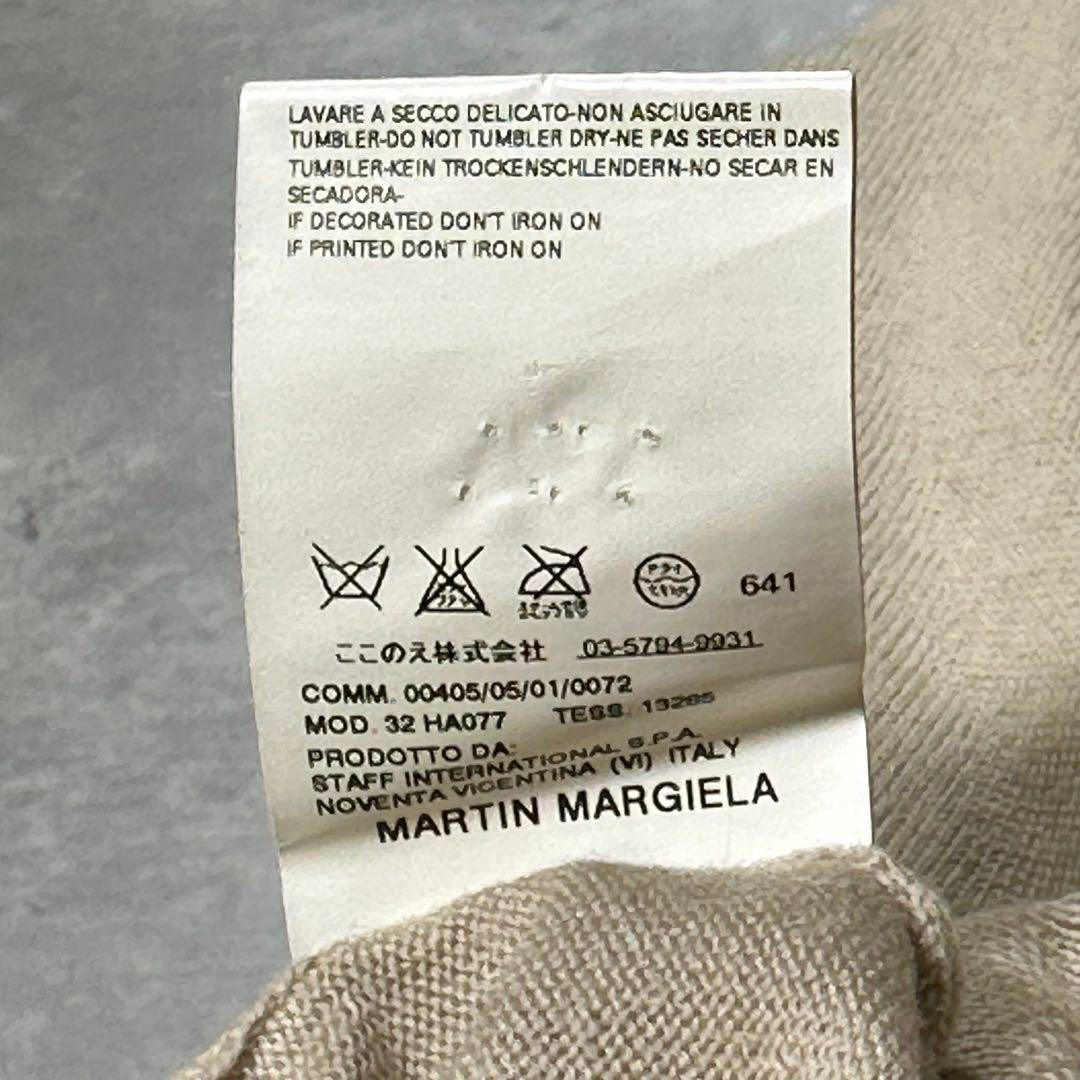 LAVARE A SECCO DELICATO-NON ASCIUGARE IN
TUMBLER-DO NOT TUMBLER DRY-NE PAS SECHER DANS
TUMBLER-KEIN TROCKENSCHLENDERN-NO SECAR EN
SECADORA-
IF DECORATED DON'T IRON ON
IF PRINTED DON'T IRON ON
ドライ
641
ここのえ株式会社 03-5794-9931
COMM. 00405/05/01/0072
MOD. 32 HA077 TESS. 13285
PRODOTTO DA:
STAFF INTERNATIONAL S.P.A.
NOVENTA VICENTINA (VI) ITALY
MARTIN MARGIELA